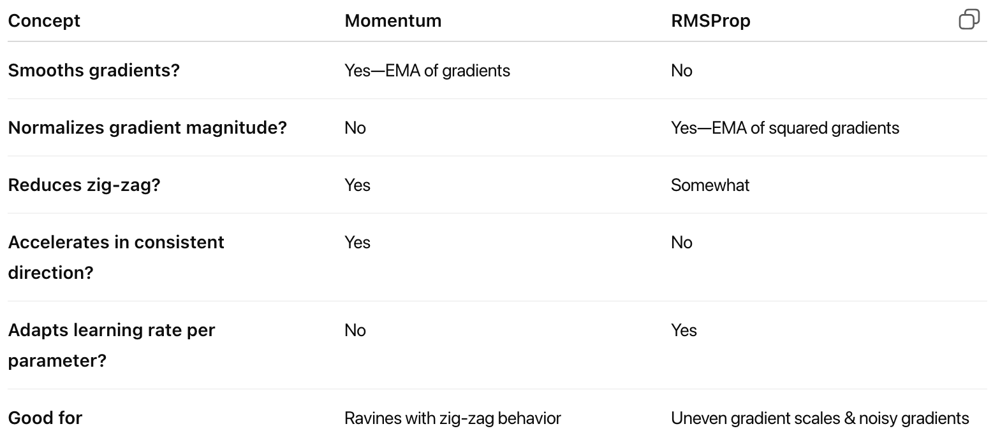 Concept Momentum RMSProp
Smooths gradients? Yes—EMA of gradients No
Normalizes gradient magnitude? No Yes—EMA of squared gradients
Reduces zig-zag? Yes Somewhat
Accelerates in consistent Yes No
direction?
Adapts learning rate per No Yes
parameter?
Good for Ravines with zig-zag behavior Uneven gradient scales & noisy gradients